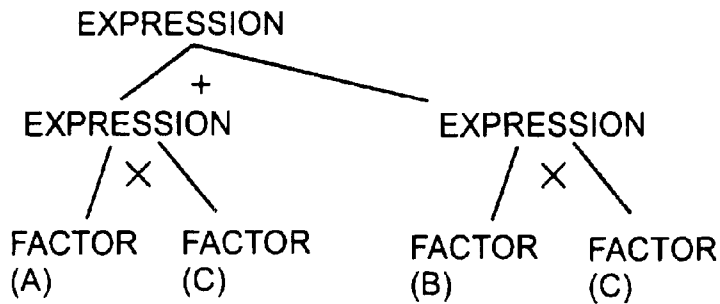 EXPRESSION
+
EXPRESSION EXPRESSION
× ×
FACTOR FACTOR FACTOR FACTOR
(A) (C) (B) (C)